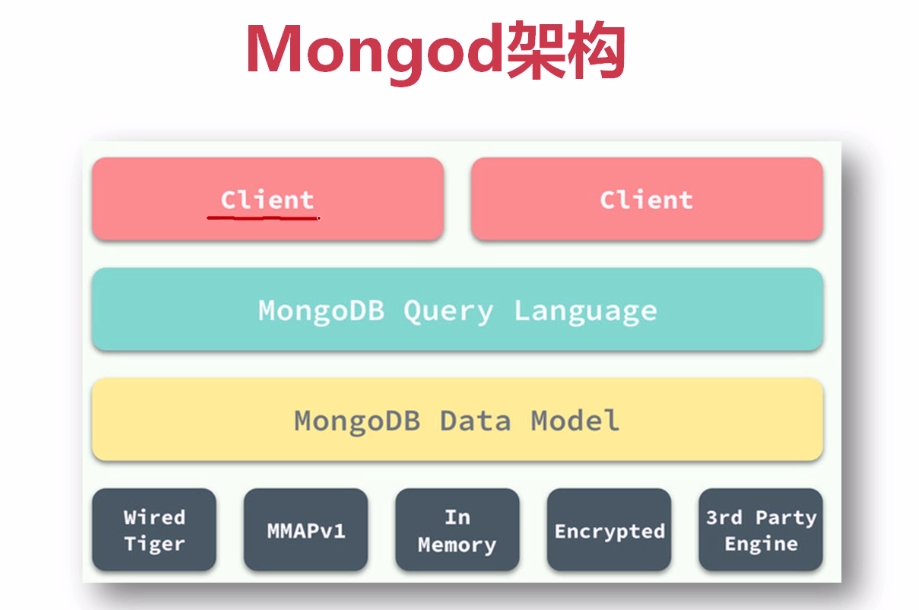 Mongod架构
Client
Client
MongoDB Query Language
MongoDB Data Model
Wired
Tiger
MMAPv1
In
Memory
Encrypted
3rd Party
Engine